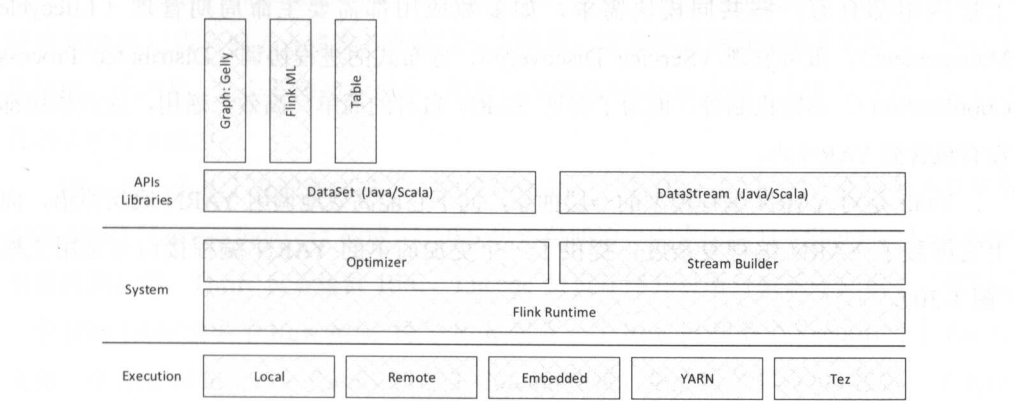 Graph: Gelly
Flink ML
Table
APIs
Libraries
DataSet (Java/Scala)
DataStream (Java/Scala)
System
Optimizer
Stream Builder
Flink Runtime
Execution
Local
Remote
Embedded
YARN
Tez